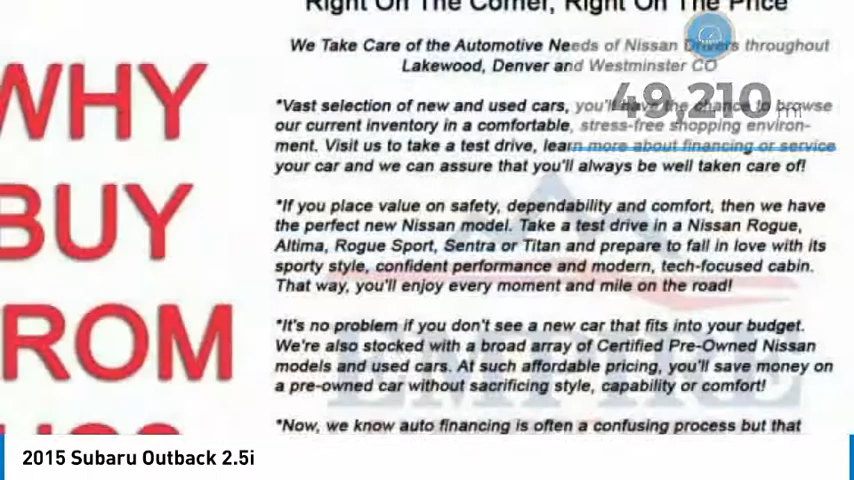 Right On The Corner, Right On The Price
We Take Care of the Automotive Needs of Nissan Drivers throughout
Lakewood, Denver and Westminster CO
49,210 mi
WHY
BUY
FROM
US?
*Vast selection of new and used cars, you'll have the chance to browse
our current inventory in a comfortable, stress-free shopping environ-
ment. Visit us to take a test drive, learn more about financing or service
your car and we can assure that you'll always be well taken care of!
*If you place value on safety, dependability and comfort, then we have
the perfect new Nissan model. Take a test drive in a Nissan Rogue,
Altima, Rogue Sport, Sentra or Titan and prepare to fall in love with its
sporty style, confident performance and modern, tech-focused cabin.
That way, you'll enjoy every moment and mile on the road!
*It's no problem if you don't see a new car that fits into your budget.
We're also stocked with a broad array of Certified Pre-Owned Nissan
models and used cars. At such affordable pricing, you'll save money on
a pre-owned car without sacrificing style, capability or comfort!
*Now, we know auto financing is often a confusing process but that
EMPIRE
2015 Subaru Outback 2.5i